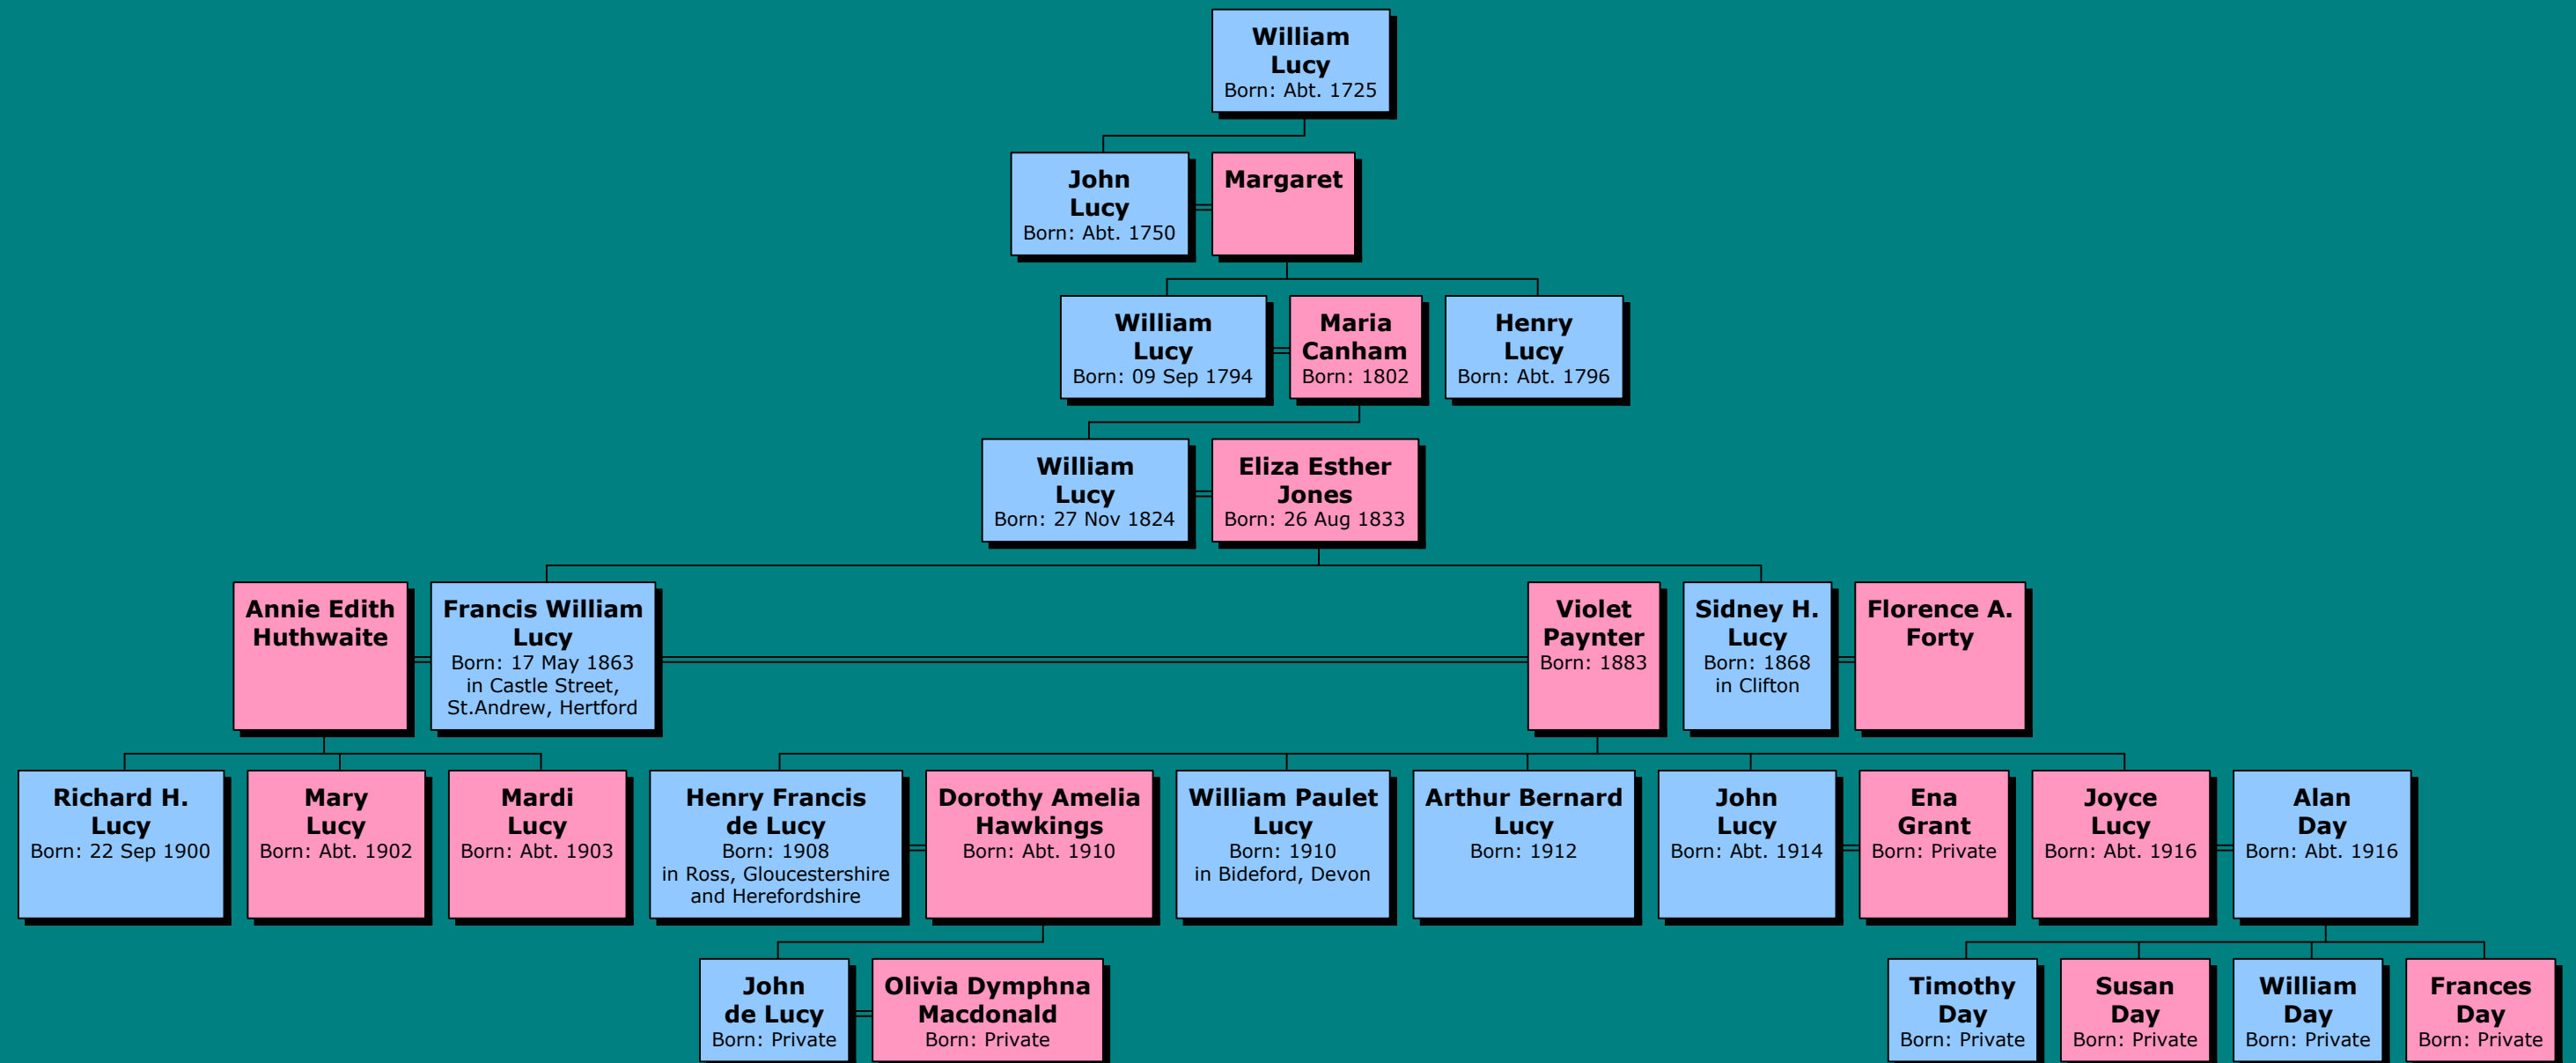 William
Lucy
Born: Abt. 1725
John
Lucy
Born: Abt. 1750
Margaret
William
Lucy
Born: 09 Sep 1794
Maria
Canham
Born: 1802
Henry
Lucy
Born: Abt. 1796
William
Lucy
Born: 27 Nov 1824
Eliza Esther
Jones
Born: 26 Aug 1833
Annie Edith
Huthwaite
Francis William
Lucy
Born: 17 May 1863
in Castle Street,
St.Andrew, Hertford
Violet
Paynter
Born: 1883
Sidney H.
Lucy
Born: 1868
in Clifton
Florence A.
Forty
Richard H.
Lucy
Born: 22 Sep 1900
Mary
Lucy
Born: Abt. 1902
Mardi
Lucy
Born: Abt. 1903
Henry Francis
de Lucy
Born: 1908
in Ross, Gloucestershire
and Herefordshire
Dorothy Amelia
Hawkings
Born: Abt. 1910
William Paulet
Lucy
Born: 1910
in Bideford, Devon
Arthur Bernard
Lucy
Born: 1912
John
Lucy
Born: Abt. 1914
Ena
Grant
Born: Private
Joyce
Lucy
Born: Abt. 1916
Alan
Day
Born: Abt. 1916
John
de Lucy
Born: Private
Olivia Dymphna
Macdonald
Born: Private
Timothy
Day
Born: Private
Susan
Day
Born: Private
William
Day
Born: Private
Frances
Day
Born: Private